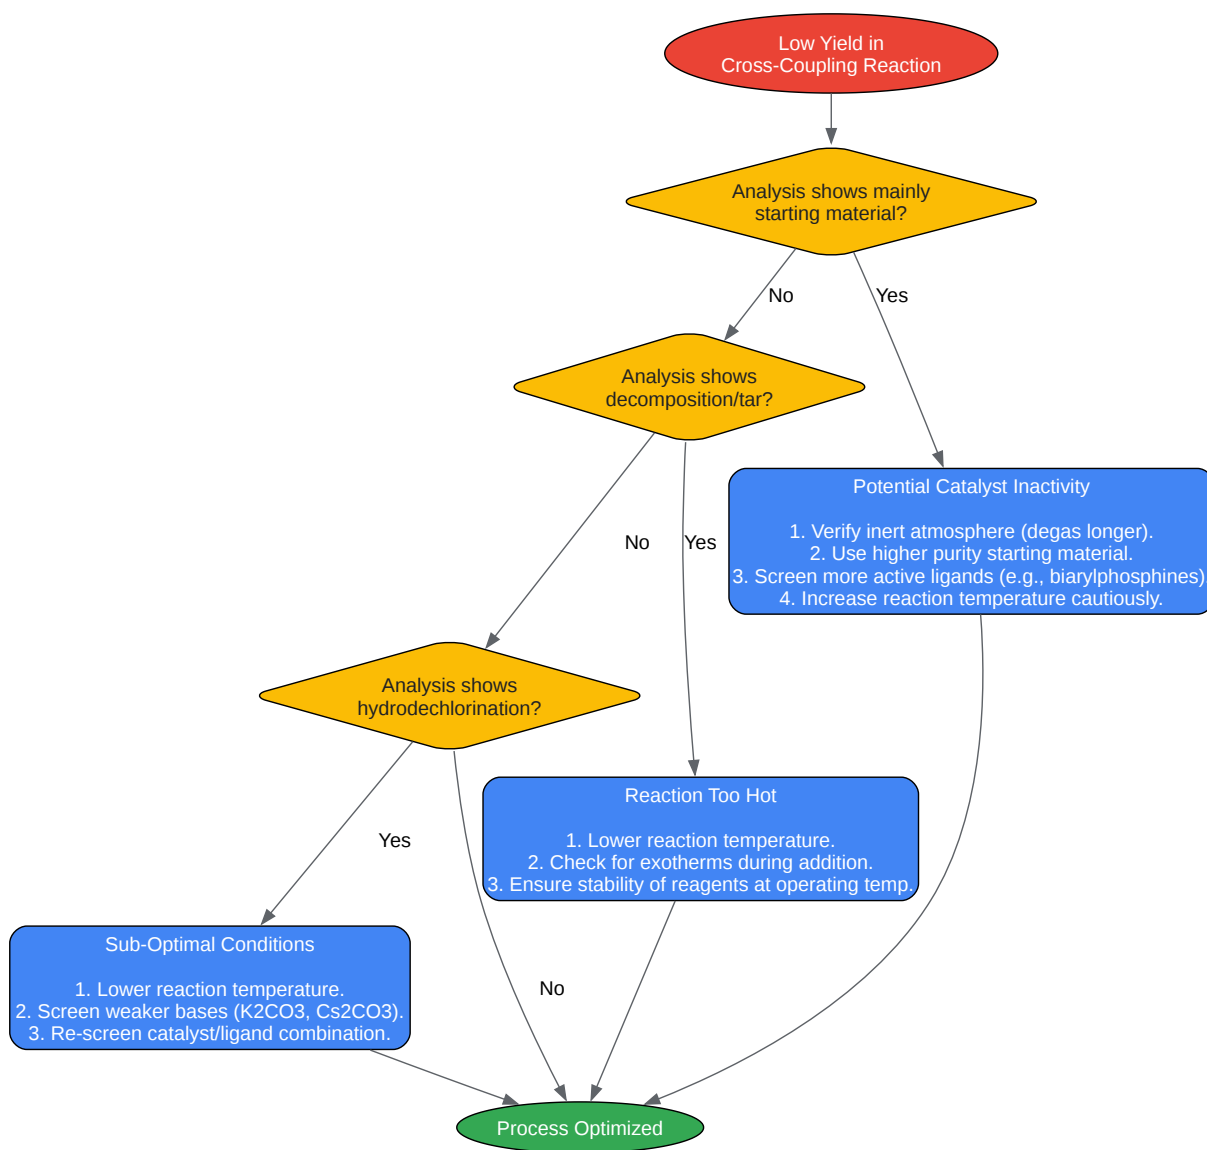 Low Yield in
Cross-Coupling Reaction
Analysis shows mainly
starting material?
No
Yes
Analysis shows
decomposition/tar?
Potential Catalyst Inactivity
1. Verify inert atmosphere (degas longer).
2. Use higher purity starting material.
3. Screen more active ligands (e.g., biarylphosphines).
4. Increase reaction temperature cautiously.
No
Yes
Analysis shows
hydrodechlorination?
Reaction Too Hot
1. Lower reaction temperature.
2. Check for exotherms during addition.
3. Ensure stability of reagents at operating temp.
Yes
No
Sub-Optimal Conditions
1. Lower reaction temperature.
2. Screen weaker bases (K2CO3, Cs2CO3).
3. Re-screen catalyst/ligand combination.
Process Optimized